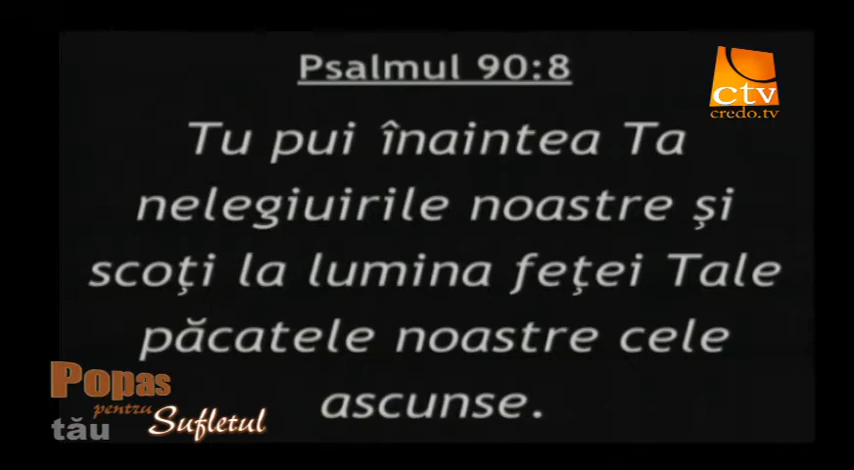 Psalmul 90:8
ctv
credo.tv
Tu pui înaintea Ta
nelegiuirile noastre şi
scoţi la lumina feţei Tale
păcatele noastre cele
ascunse.
Popas
pentru
Sufletul
tău